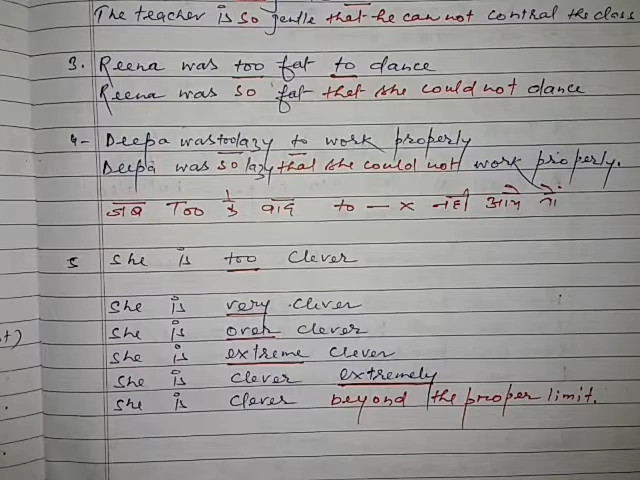 The teacher is so gentle that he can not control the class
3. Reena was too fat to dance
Reena was so fat that she could not dance
4- Deepa was too lazy to work properly
Deepa was so lazy that she could not work properly.
जब Too के बाद to — x नहीं आये तो
5 She is too Clever
She is very clever
She is over clever
t)
She is extreme clever
She is clever extremely
She is clever beyond the proper limit.